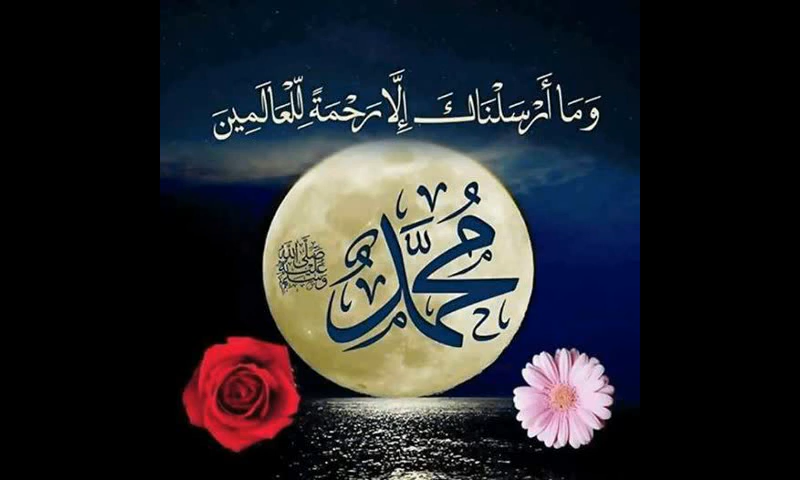 وَمَا أَرْسَلْنَاكَ إِلَّا رَحْمَةً لِّلْعَالَمِينَ
مُحَمَّدٌ
صَلَّى اللهُ
عَلَيْهِ
وَسَلَّمَ